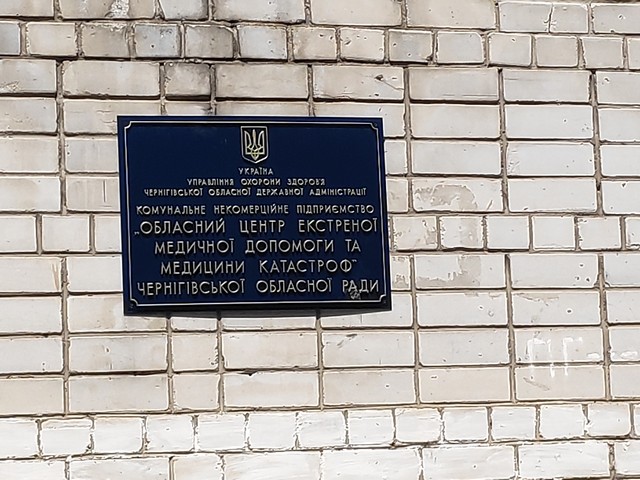 УКРАЇНА
УПРАВЛІННЯ ОХОРОНИ ЗДОРОВ'Я
ЧЕРНІГІВСЬКОЇ ОБЛАСНОЇ ДЕРЖАВНОЇ АДМІНІСТРАЦІЇ
КОМУНАЛЬНЕ НЕКОМЕРЦІЙНЕ ПІДПРИЄМСТВО
„ОБЛАСНИЙ ЦЕНТР ЕКСТРЕНОЇ
МЕДИЧНОЇ ДОПОМОГИ ТА
МЕДИЦИНИ КАТАСТРОФ"
ЧЕРНІГІВСЬКОЇ ОБЛАСНОЇ РАДИ